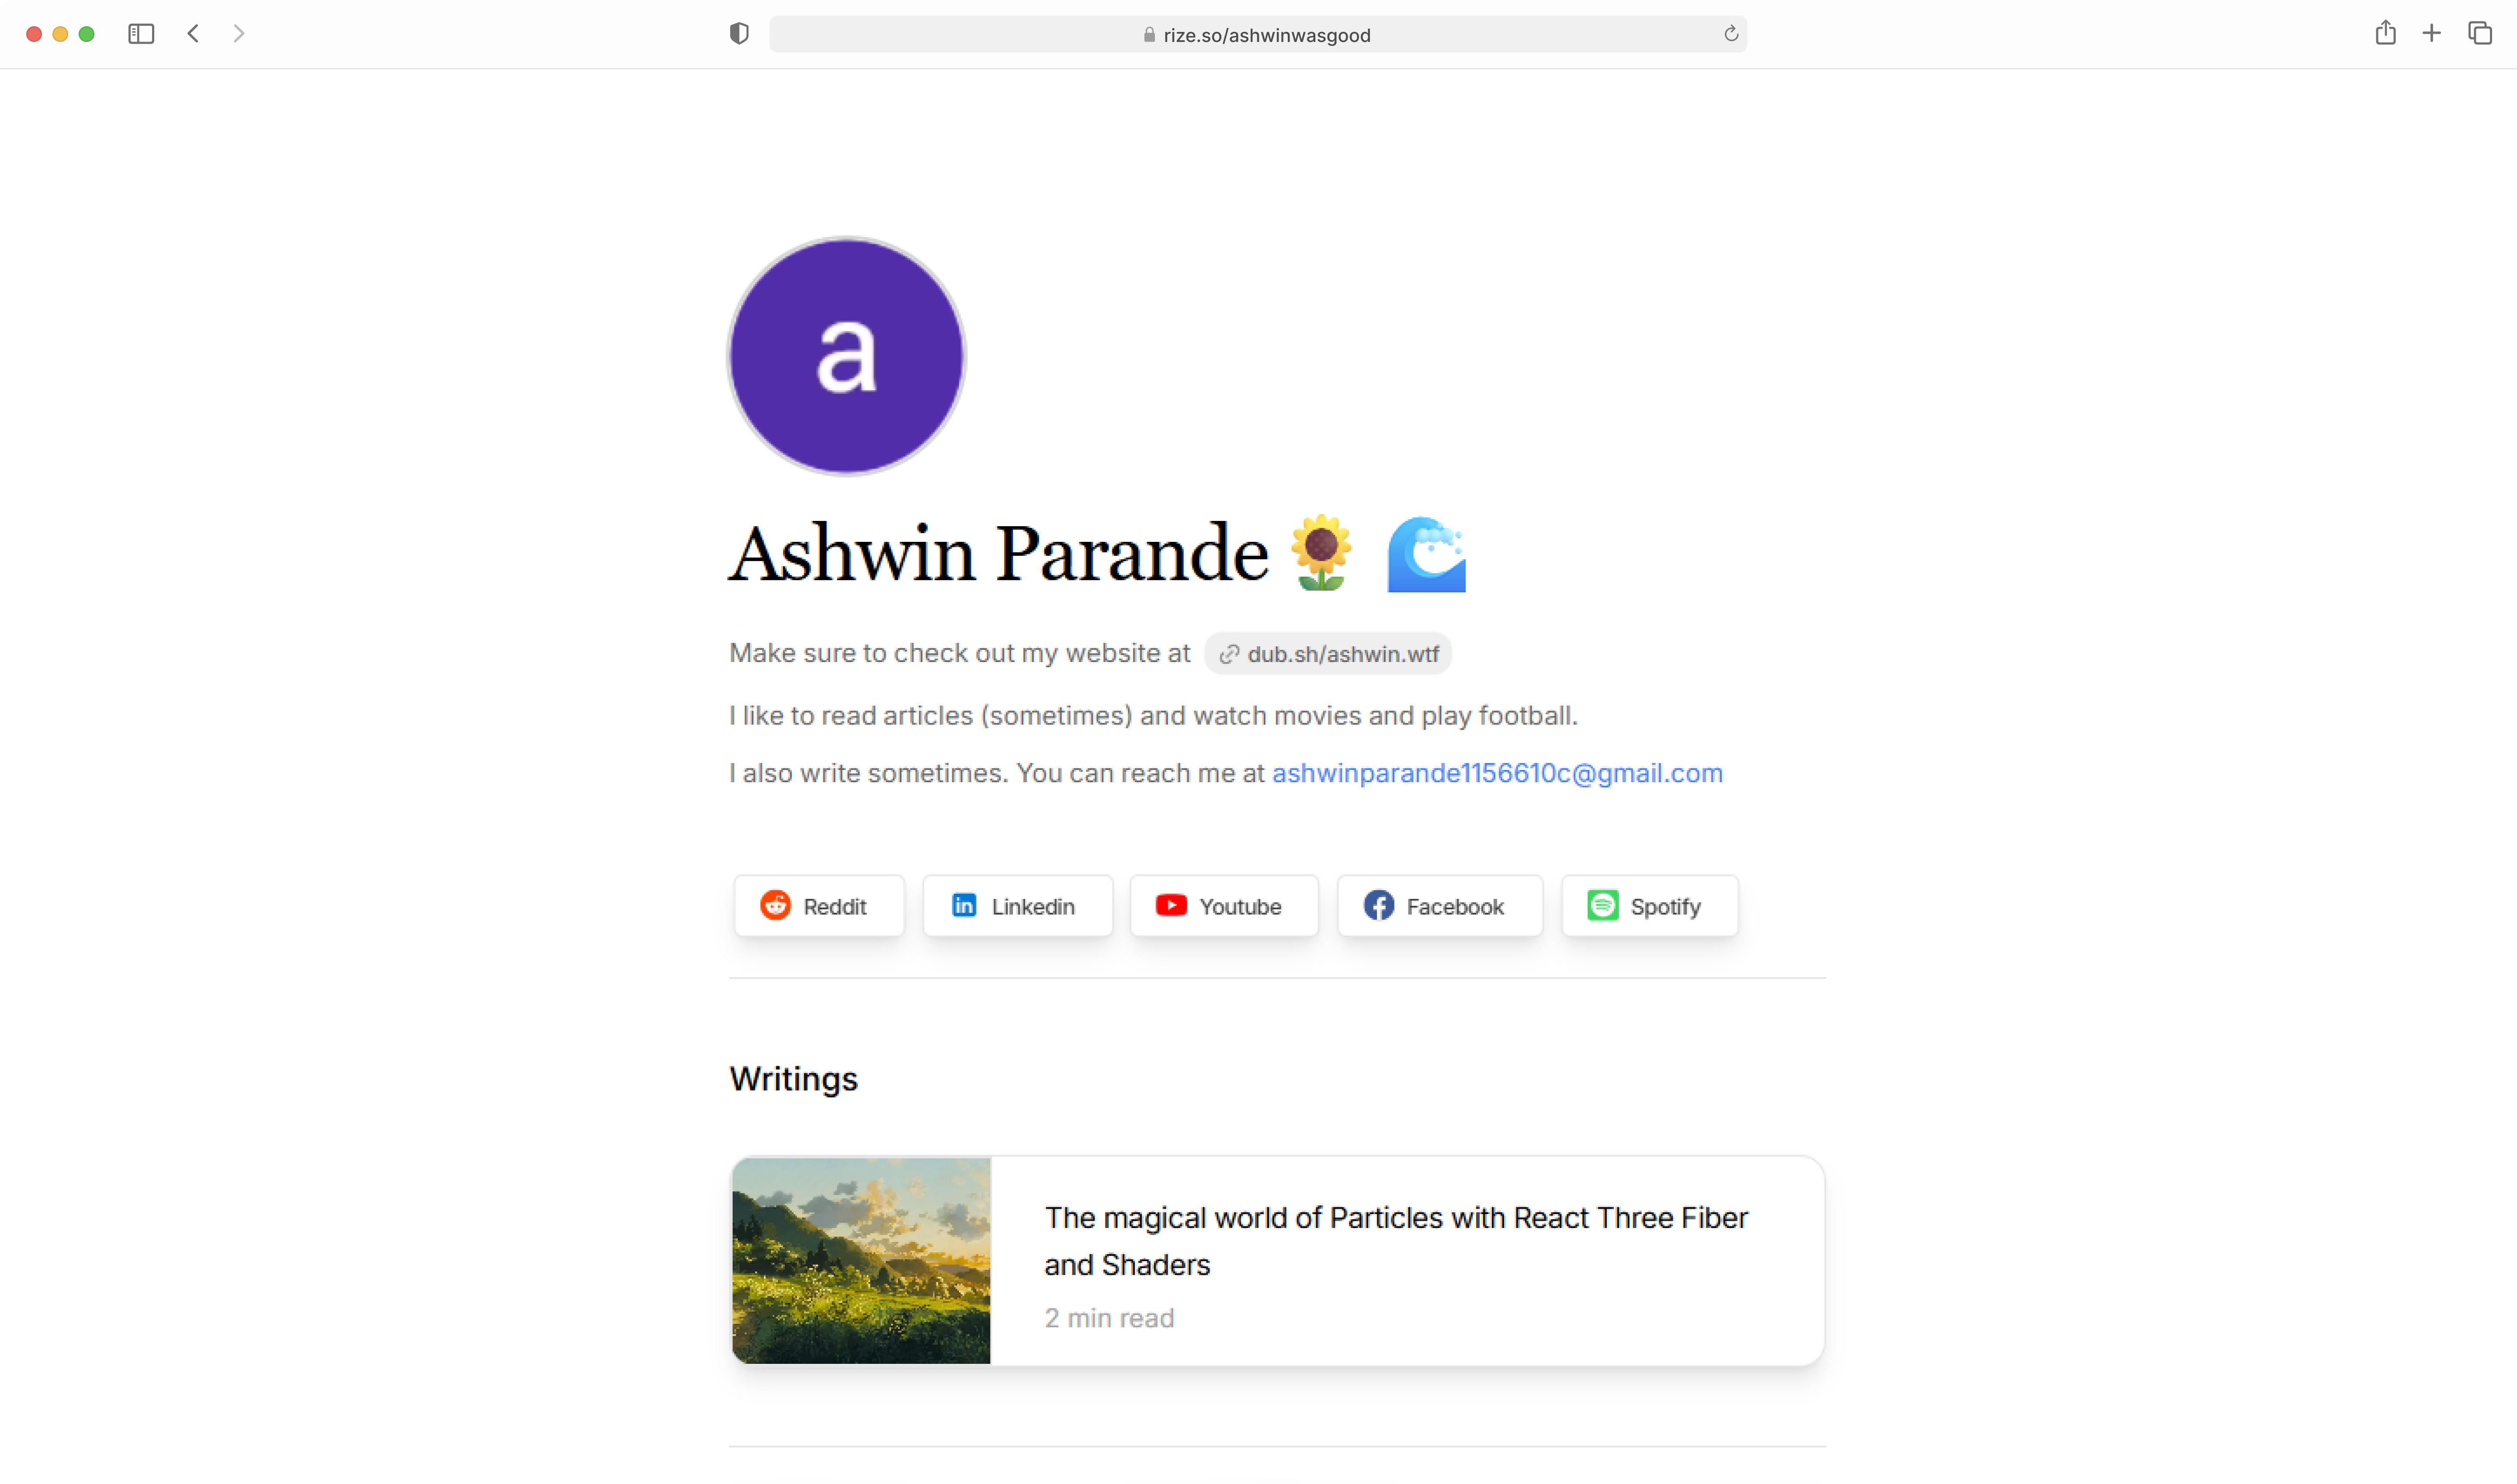 rize.so/ashwinwasgood
a
Ashwin Parande 🌻 🌊
Make sure to check out my website at dub.sh/ashwin.wtf
I like to read articles (sometimes) and watch movies and play football.
I also write sometimes. You can reach me at ashwinparande1156610c@gmail.com
Reddit Linkedin Youtube Facebook Spotify
Writings
The magical world of Particles with React Three Fiber
and Shaders
2 min read